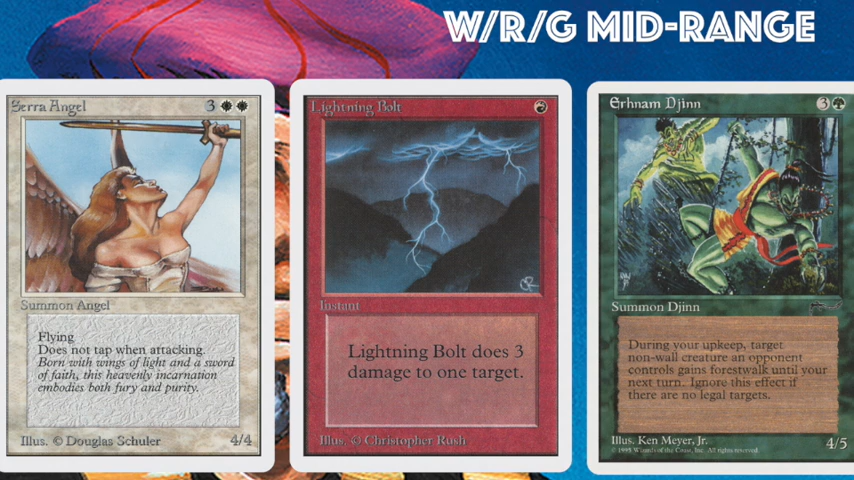 W/R/G MID-RANGE
Serra Angel 3
Summon Angel
Flying
Does not tap when attacking.
Born with wings of light and a sword
of faith, this heavenly incarnation
embodies both fury and purity.
Illus. © Douglas Schuler 4/4
Lightning Bolt
Instant
Lightning Bolt does 3
damage to one target.
Illus. © Christopher Rush
Erhnam Djinn 3
Summon Djinn
During your upkeep, target
non-wall creature an opponent
controls gains forestwalk until your
next turn. Ignore this effect if
there are no legal targets.
Illus. Ken Meyer, Jr. 4/5
© 1995 Wizards of the Coast, Inc. All rights reserved.